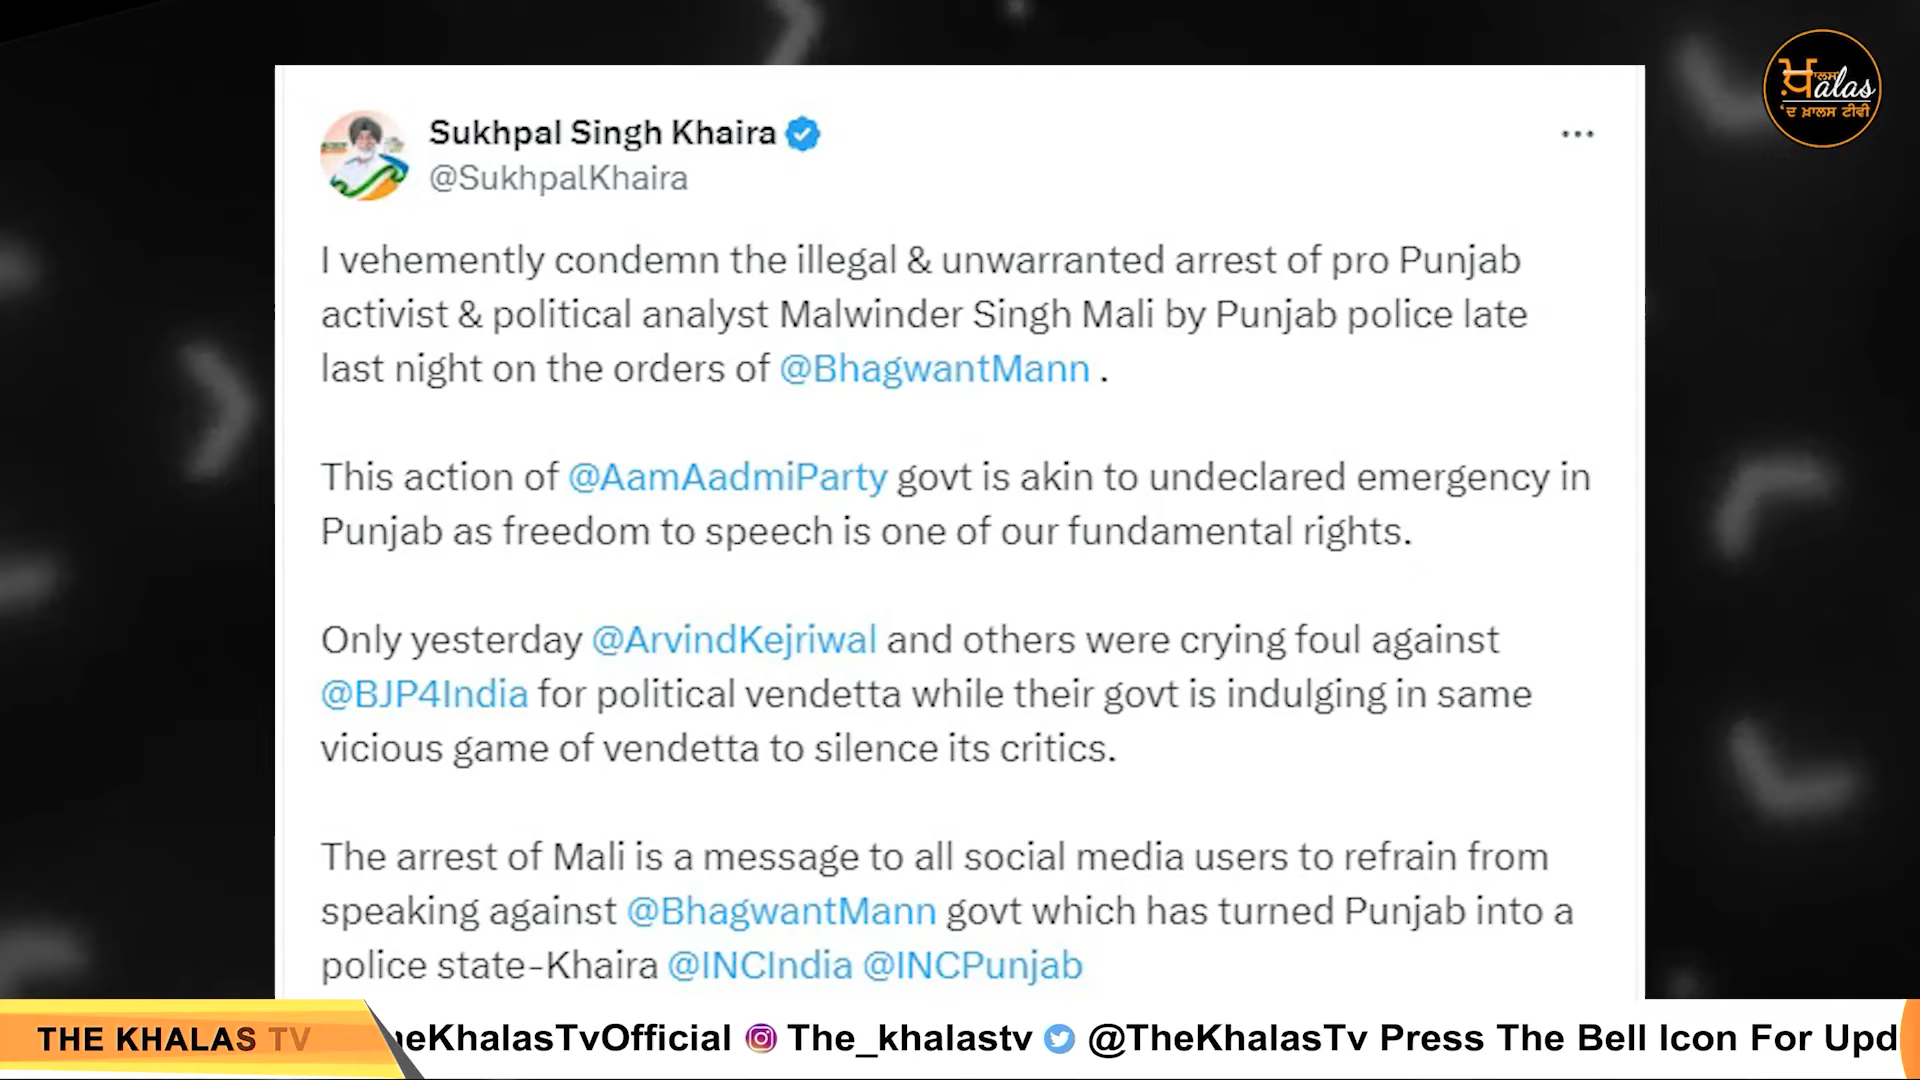 ਖ਼ਾਲਸ alas
'ਦ ਖ਼ਾਲਸ ਟੀਵੀ
Sukhpal Singh Khaira
@SukhpalKhaira
I vehemently condemn the illegal & unwarranted arrest of pro Punjab
activist & political analyst Malwinder Singh Mali by Punjab police late
last night on the orders of @BhagwantMann .
This action of @AamAadmiParty govt is akin to undeclared emergency in
Punjab as freedom to speech is one of our fundamental rights.
Only yesterday @ArvindKejriwal and others were crying foul against
@BJP4India for political vendetta while their govt is indulging in same
vicious game of vendetta to silence its critics.
The arrest of Mali is a message to all social media users to refrain from
speaking against @BhagwantMann govt which has turned Punjab into a
police state-Khaira @INCIndia @INCPunjab
THE KHALAS TV
heKhalasTvOfficial The_khalastv @TheKhalasTv Press The Bell Icon For Upd